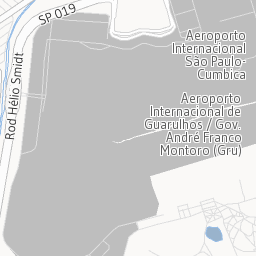 SP 019
Rod Hélio Smidt
Aeroporto
Internacional
São Paulo-
Cumbica
Aeroporto
Internacional de
Guarulhos / Gov.
André Franco
Montoro (Gru)